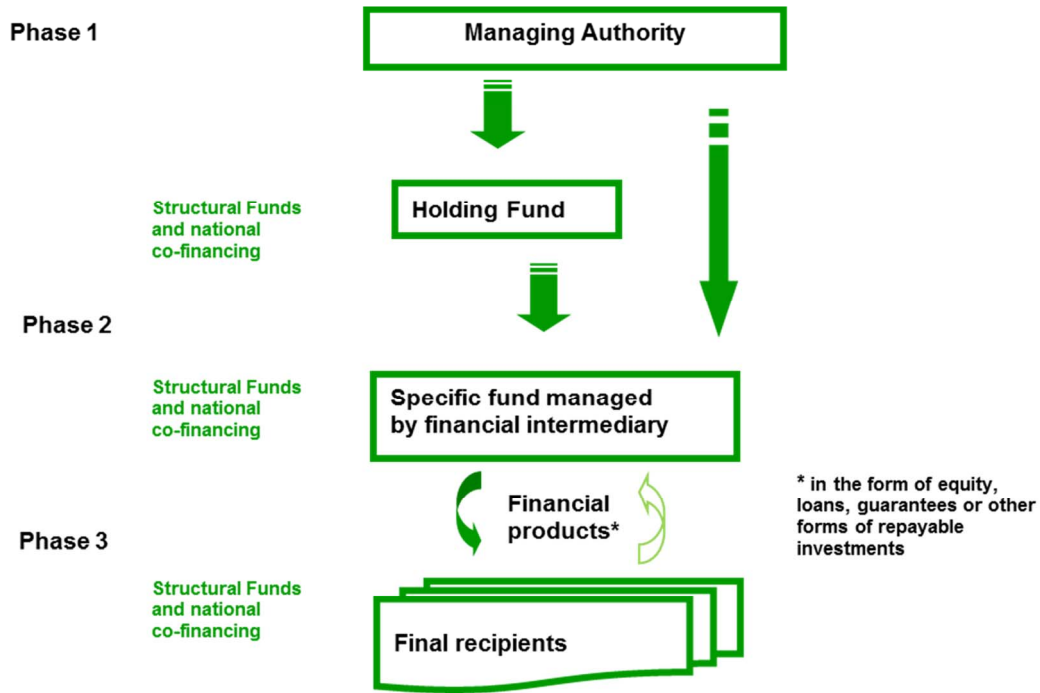 Phase 1
Managing Authority
Structural Funds
and national
co-financing
Holding Fund
Phase 2
Structural Funds
and national
co-financing
Specific fund managed
by financial intermediary
Financial
products*
* in the form of equity,
loans, guarantees or other
forms of repayable
investments
Phase 3
Structural Funds
and national
co-financing
Final recipients